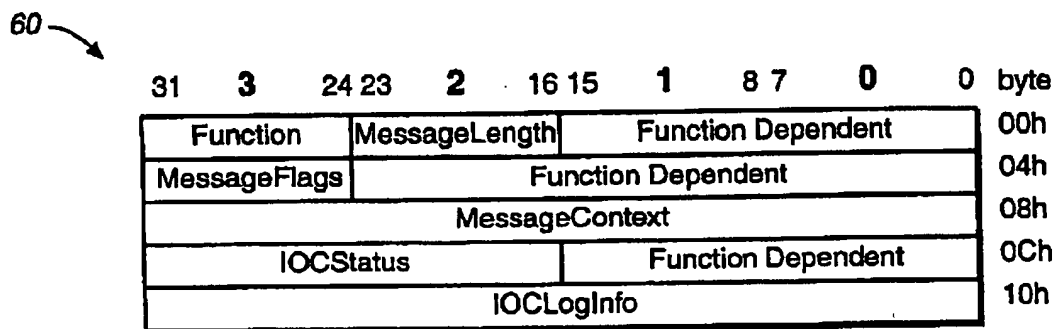 60
31 3 24 23 2 16 15 1 8 7 0 0 byte
Function MessageLength Function Dependent 00h
MessageFlags Function Dependent 04h
MessageContext 08h
IOCStatus Function Dependent 0Ch
IOCLogInfo 10h